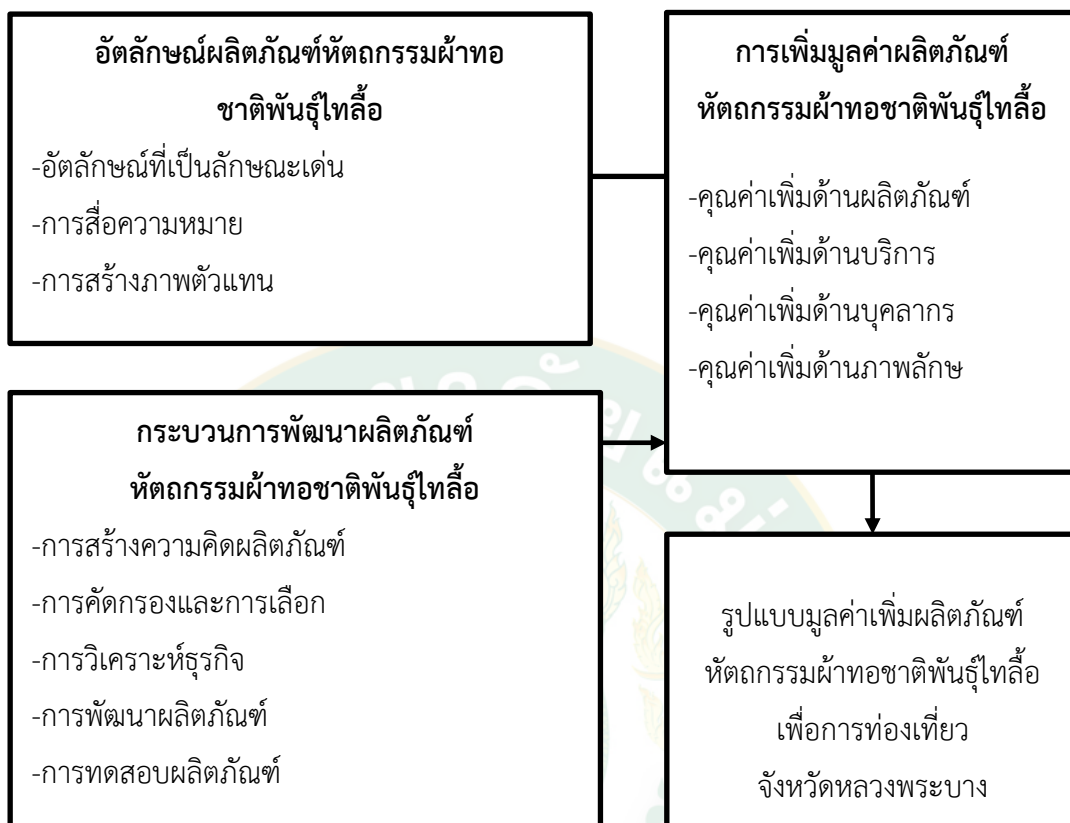 อัตลักษณ์ผลิตภัณฑ์หัตถกรรมผ้าทอ
ชาติพันธุ์ไทลื้อ
-อัตลักษณ์ที่เป็นลักษณะเด่น
-การสื่อความหมาย
-การสร้างภาพตัวแทน
การเพิ่มมูลค่าผลิตภัณฑ์
หัตถกรรมผ้าทอชาติพันธุ์ไทลื้อ
-คุณค่าเพิ่มด้านผลิตภัณฑ์
-คุณค่าเพิ่มด้านบริการ
-คุณค่าเพิ่มด้านบุคลากร
-คุณค่าเพิ่มด้านภาพลักษ
กระบวนการพัฒนาผลิตภัณฑ์
หัตถกรรมผ้าทอชาติพันธุ์ไทลื้อ
-การสร้างความคิดผลิตภัณฑ์
-การคัดกรองและการเลือก
-การวิเคราะห์ธุรกิจ
-การพัฒนาผลิตภัณฑ์
-การทดสอบผลิตภัณฑ์
รูปแบบมูลค่าเพิ่มผลิตภัณฑ์
หัตถกรรมผ้าทอชาติพันธุ์ไทลื้อ
เพื่อการท่องเที่ยว
จังหวัดหลวงพระบาง